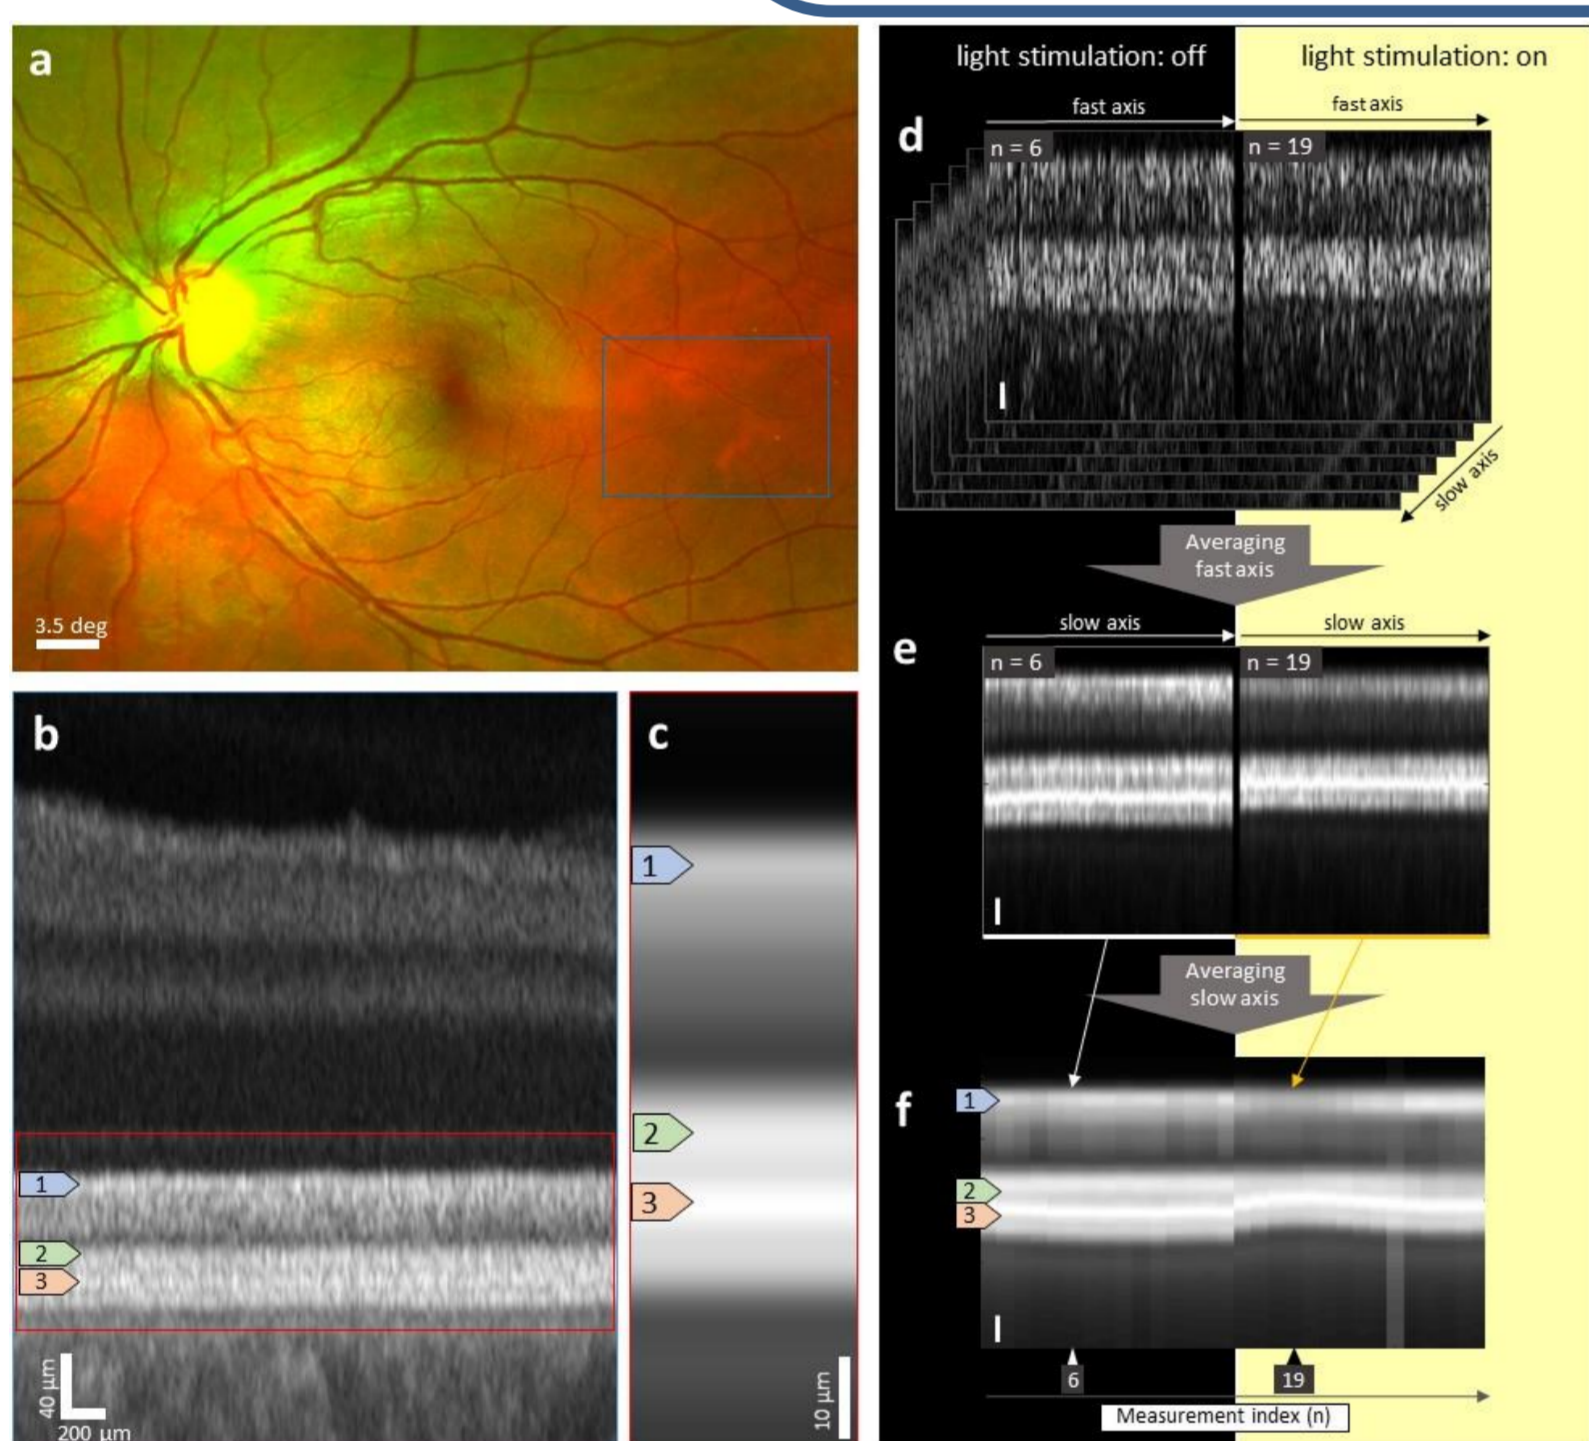 a
3.5 deg
b
1
2
3
40 µm
200 µm
c
1
2
3
10 µm
light stimulation: off
light stimulation: on
d
fast axis
fast axis
n = 6
n = 19
slow axis
Averaging
fast axis
e
slow axis
slow axis
n = 6
n = 19
Averaging
slow axis
f
1
2
3
6
19
Measurement index (n)